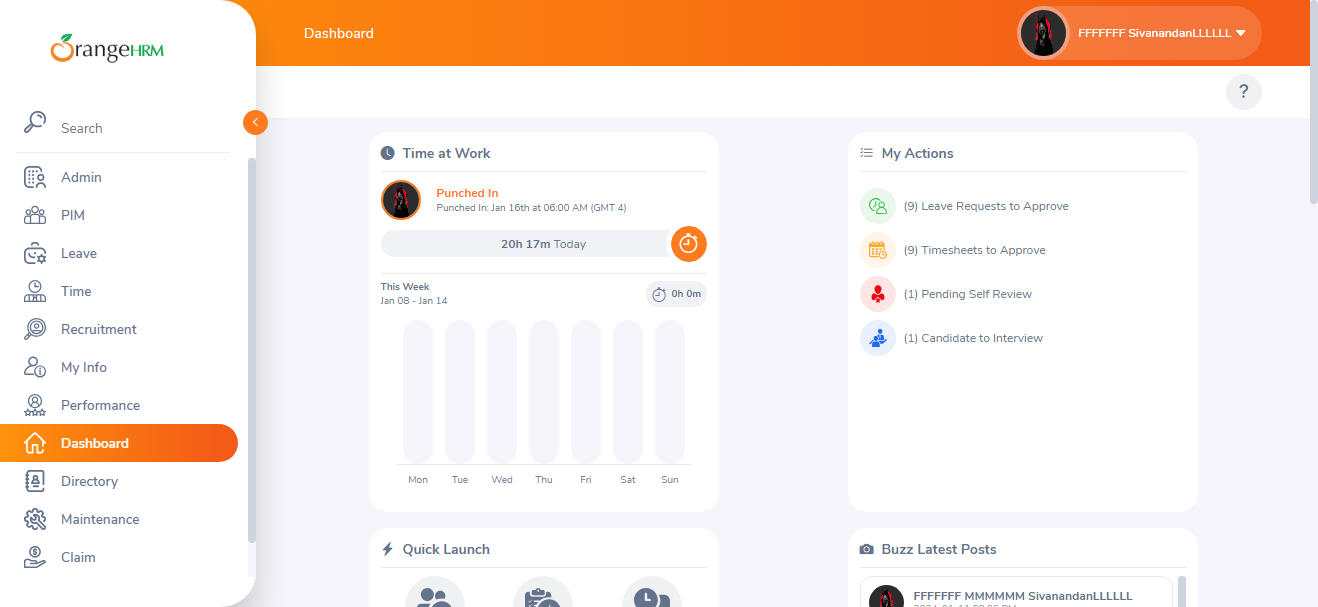 OrangeHRM
Search
Admin
PIM
Leave
Time
Recruitment
My Info
Performance
Dashboard
Directory
Maintenance
Claim
Dashboard
FFFFFFF SivanandanLLLLLL
?
Time at Work
Punched In
Punched In: Jan 16th at 06:00 AM (GMT 4)
20h 17m Today
This Week
Jan 08 - Jan 14
0h 0m
Mon Tue Wed Thu Fri Sat Sun
My Actions
(9) Leave Requests to Approve
(9) Timesheets to Approve
(1) Pending Self Review
(1) Candidate to Interview
Quick Launch
Buzz Latest Posts
FFFFFFF MMMMMM SivanandanLLLLLL